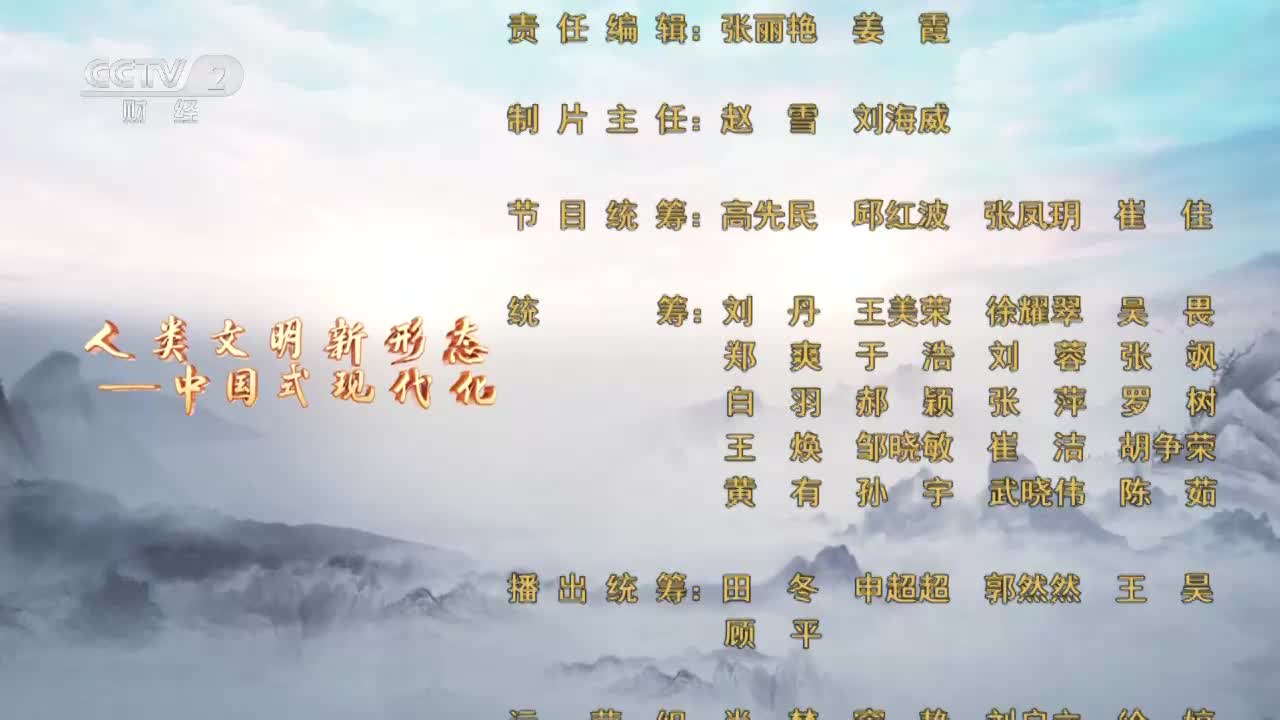 CCTV 2
财 经
人类文明新形态
——中国式现代化
责任编辑：张丽艳 姜 霞
制片主任：赵 雪 刘海威
节目统筹：高先民 邱红波 张凤玥 崔 佳
统 筹：刘 丹 王美荣 徐耀翠 吴 畏
郑 爽 于 浩 刘 蓉 张 飒
白 羽 郝 颖 张 萍 罗 树
王 焕 邹晓敏 崔 洁 胡争荣
黄 有 孙 宇 武晓伟 陈 茹
播出统筹：田 冬 申超超 郭然然 王 昊
顾 平